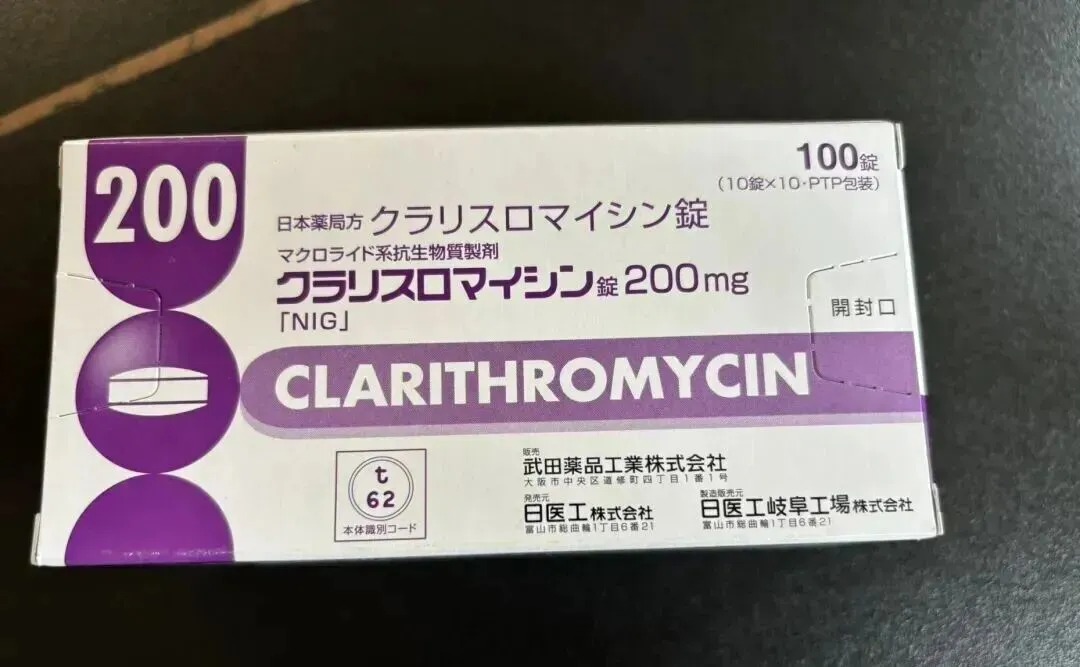 200
100錠
(10錠×10・PTP包装)
日本薬局方 クラリスロマイシン錠
マクロライド系抗生物質製剤
クラリスロマイシン錠200mg
「NIG」
開封口
CLARITHROMYCIN
t
62
本体識別コード
販売
武田薬品工業株式会社
大阪市中央区道修町四丁目1番1号
発売元
日医工株式会社
富山市総曲輪1丁目6番21
製造販売元
日医工岐阜工場株式会社
富山市総曲輪1丁目6番21